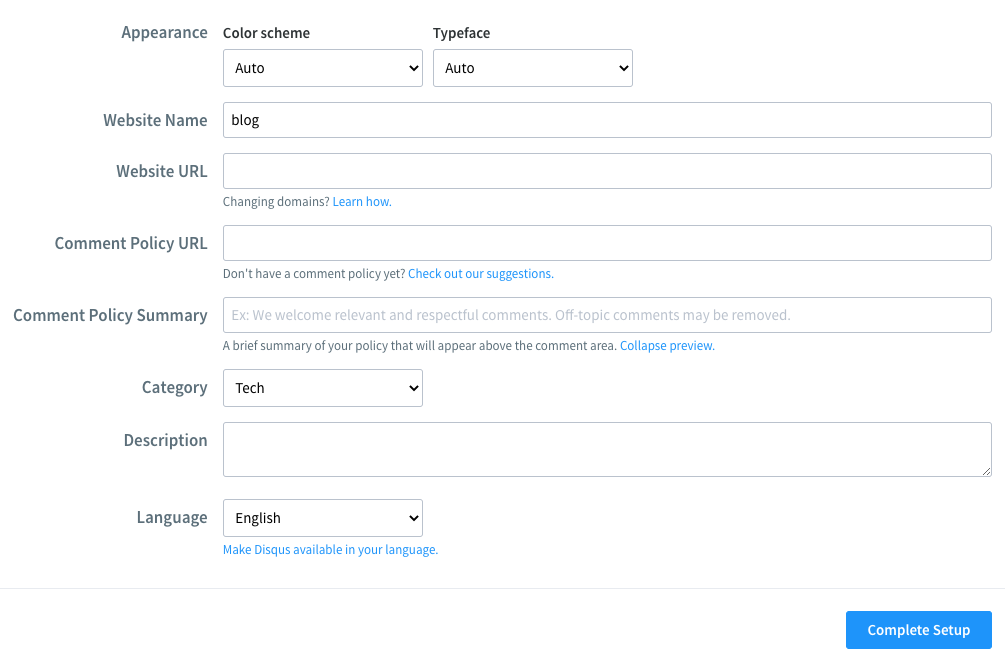 Appearance Color scheme Typeface
Auto Auto
Website Name blog
Website URL
Changing domains? Learn how.
Comment Policy URL
Don't have a comment policy yet? Check out our suggestions.
Comment Policy Summary Ex: We welcome relevant and respectful comments. Off-topic comments may be removed.
A brief summary of your policy that will appear above the comment area. Collapse preview.
Category Tech
Description
Language English
Make Disqus available in your language.
Complete Setup